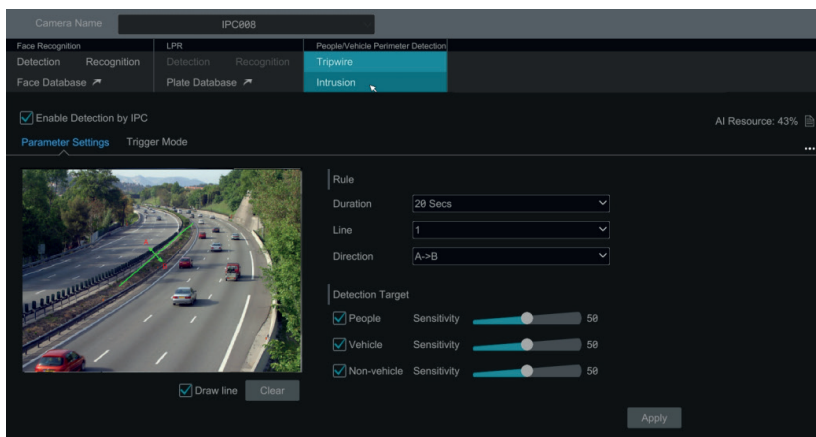 Camera Name IPC008
Face Recognition LPR People/Vehicle Perimeter Detection
Detection Recognition Detection Recognition Tripwire
Face Database Plate Database Intrusion
Enable Detection by IPC
AI Resource: 43%
Parameter Settings Trigger Mode
Rule
Duration 20 Secs
Line 1
Direction A->B
Detection Target
People Sensitivity 50
Vehicle Sensitivity 50
Non-vehicle Sensitivity 50
Draw line Clear
Apply